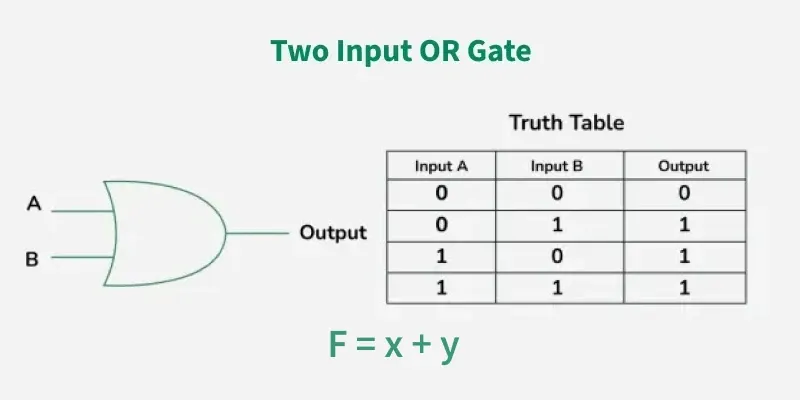 Two Input OR Gate
Truth Table
Input A Input B Output
0 0 0
0 1 1
1 0 1
1 1 1
A
B
Output
F = x + y